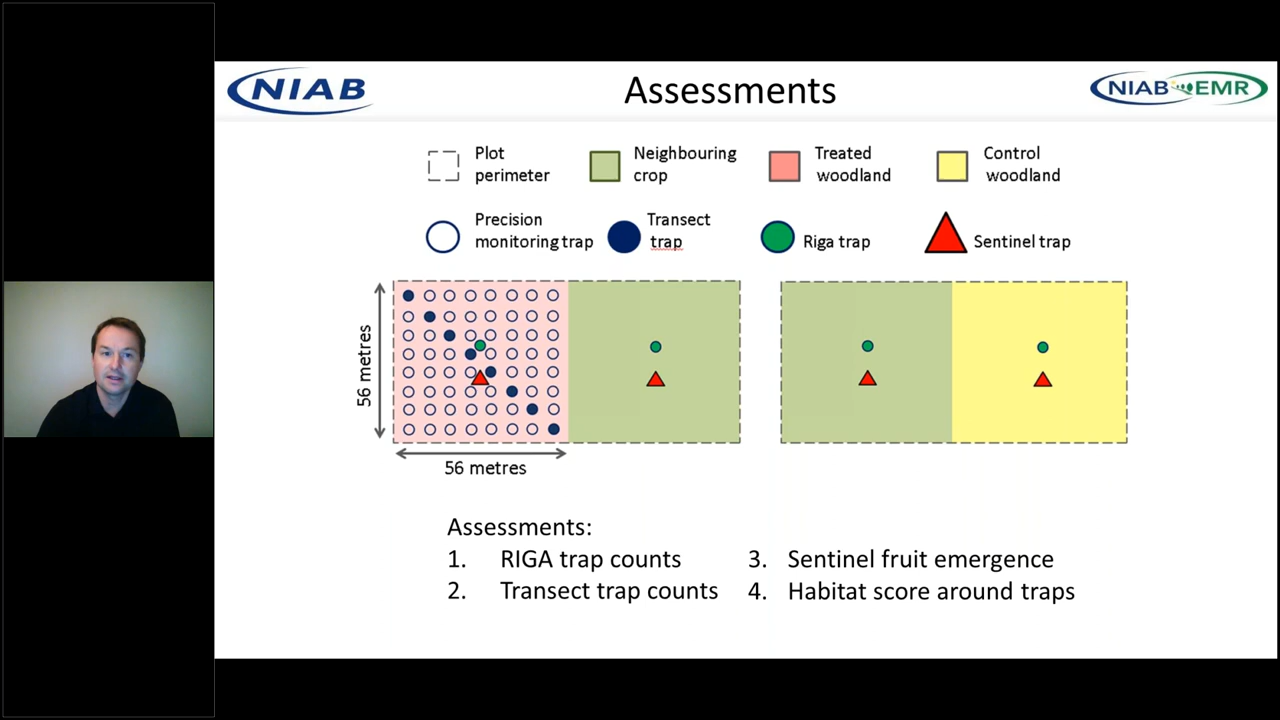 NIAB
Assessments
NIAB EMR
Plot
perimeter
Neighbouring
crop
Treated
woodland
Control
woodland
Precision
monitoring trap
Transect
trap
Riga trap
Sentinel trap
56 metres
56 metres
Assessments:
1. RIGA trap counts
2. Transect trap counts
3. Sentinel fruit emergence
4. Habitat score around traps